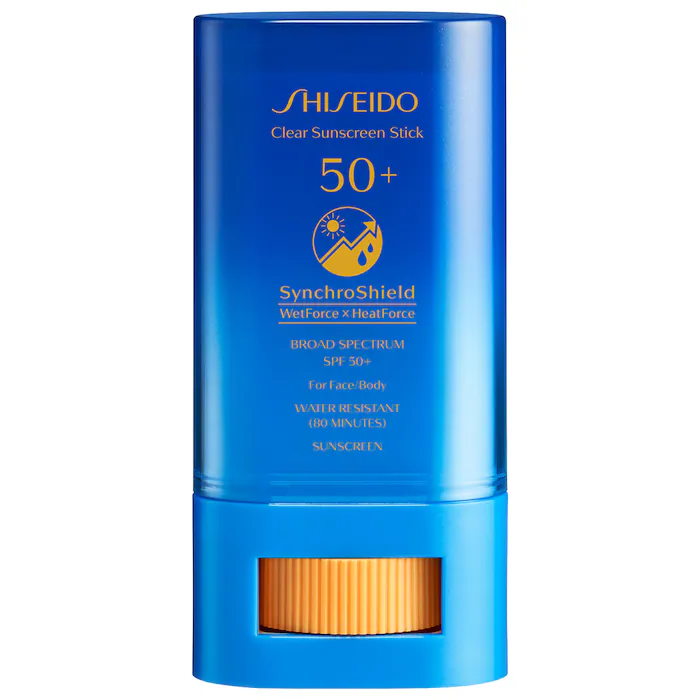 SHISEIDO
Clear Sunscreen Stick
50+
SynchroShield
WetForce × HeatForce
BROAD SPECTRUM
SPF 50+
For Face/Body
WATER RESISTANT
(80 MINUTES)
SUNSCREEN